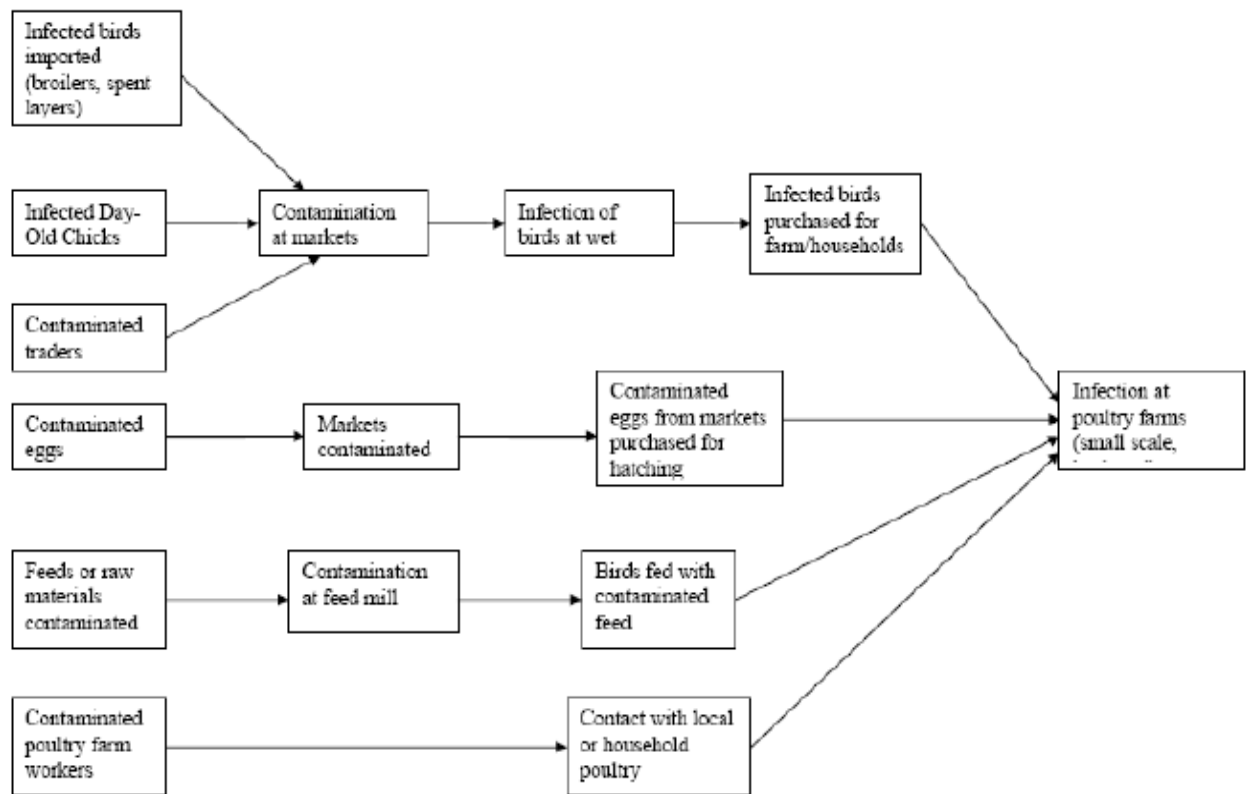 Infected birds
imported
(broilers, spent
layers)
Infected Day-
Old Chicks
Contamination
at markets
Infection of
birds at wet
Infected birds
purchased for
farm/households
Contaminated
traders
Contaminated
eggs
Markets
contaminated
Contaminated
eggs from markets
purchased for
hatching
Infection at
poultry farms
(small scale,
Feeds or raw
materials
contaminated
Contamination
at feed mill
Birds fed with
contaminated
feed
Contaminated
poultry farm
workers
Contact with local
or household
poultry